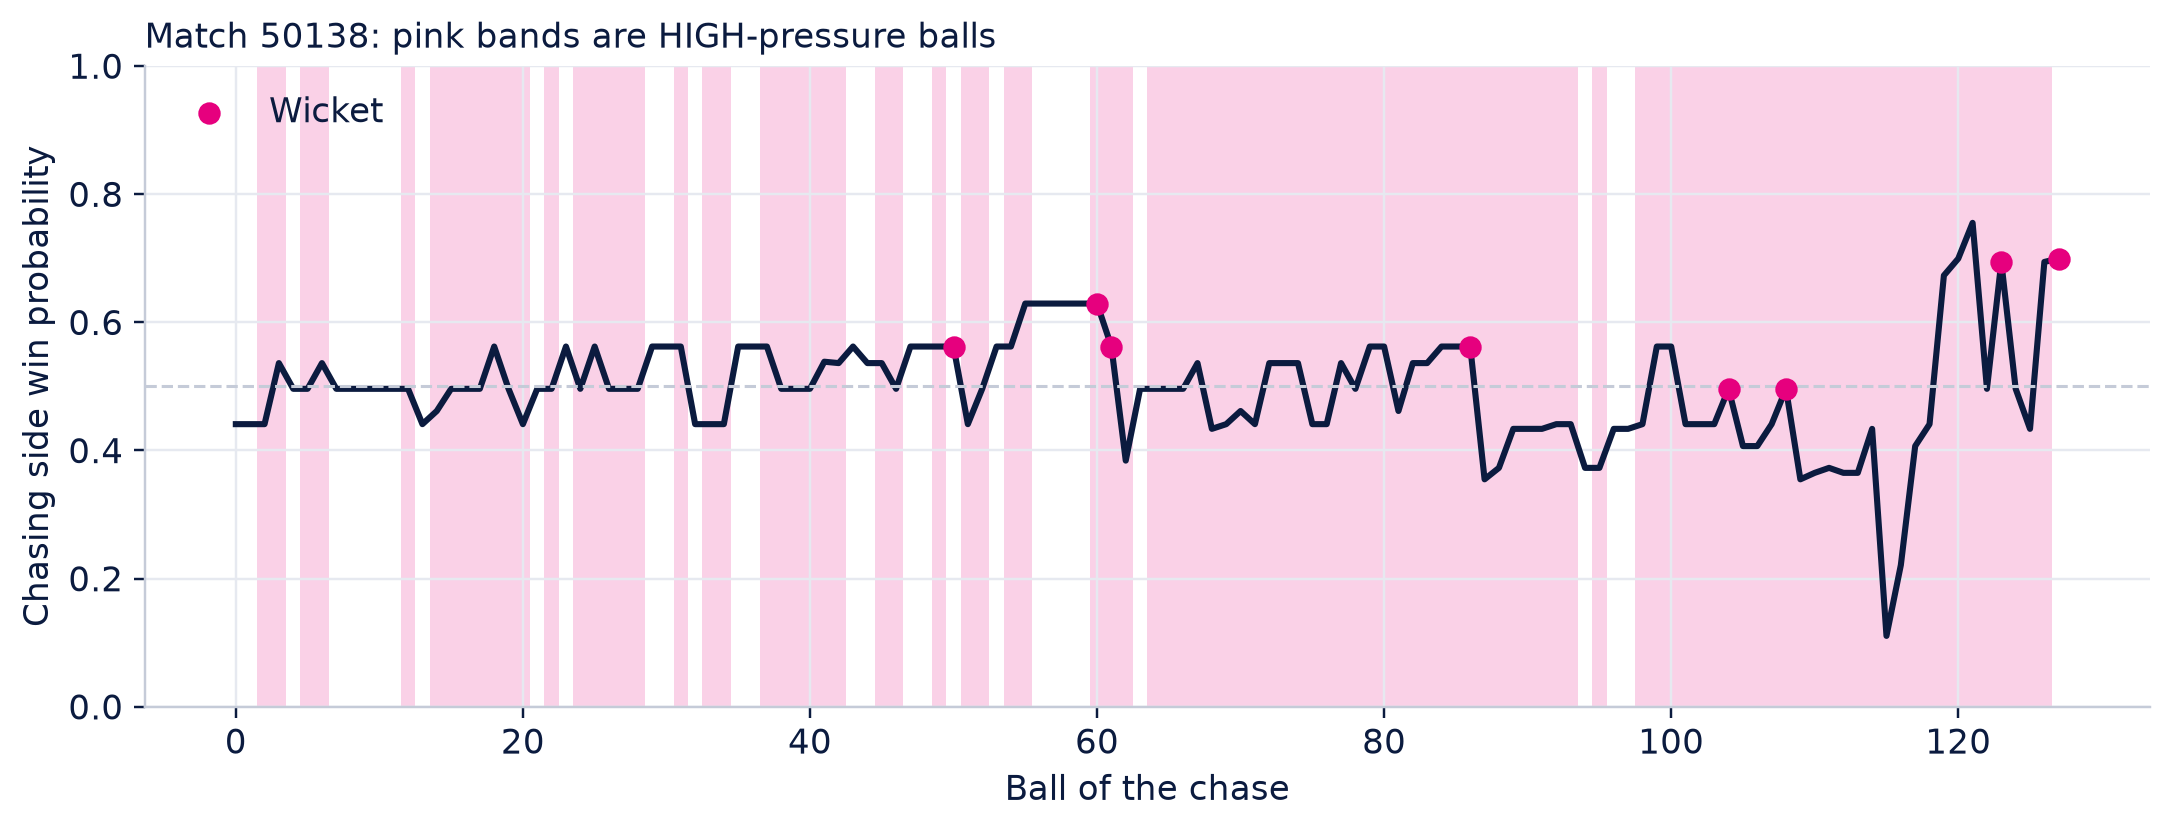 Match 50138: pink bands are HIGH-pressure balls
1.0
0.8
0.6
0.4
0.2
0.0
Chasing side win probability
Wicket
0 20 40 60 80 100 120
Ball of the chase